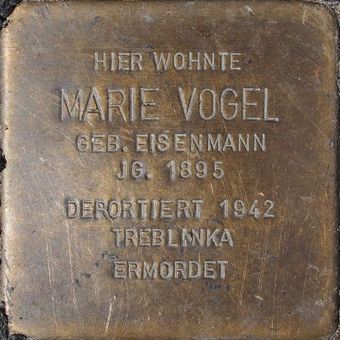 HIER WOHNTE
MARIE VOGEL
GEB. EISENMANN
JG. 1895
DEPORTIERT 1942
TREBLINKA
ERMORDET